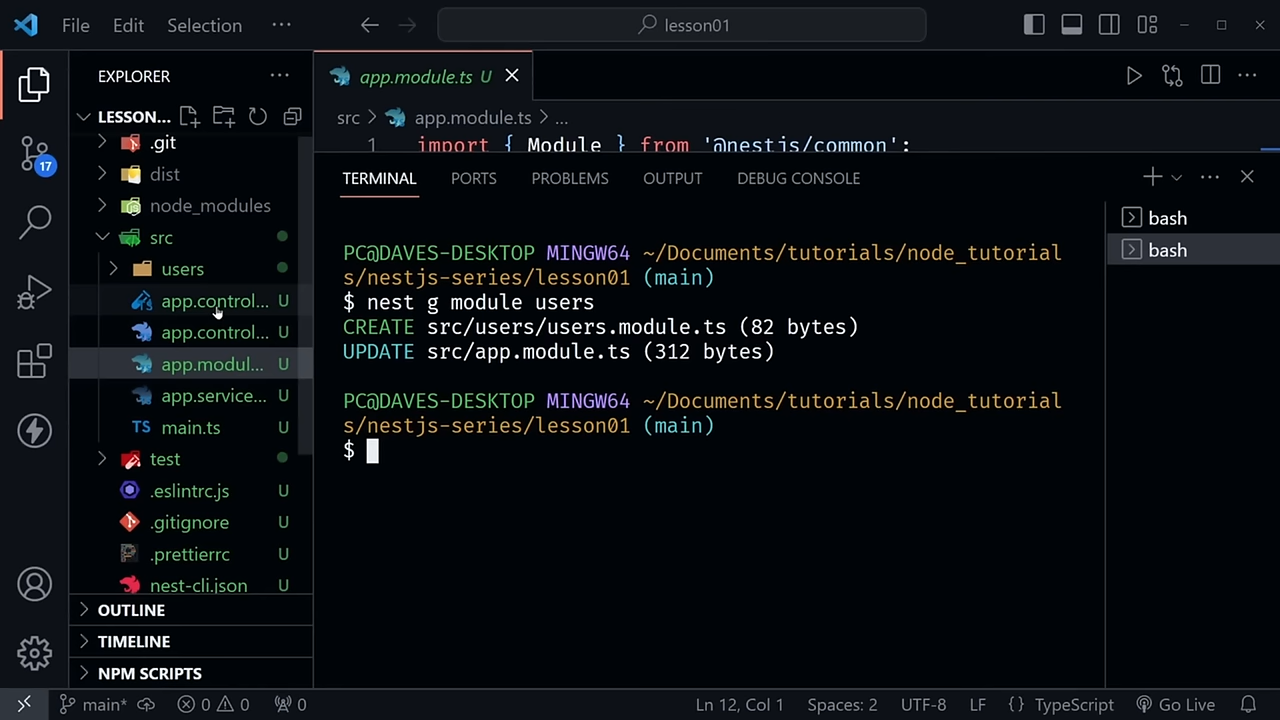 File Edit Selection ···
lesson01
EXPLORER ···
LESSON...
.git
dist
node_modules
src
users
app.control... U
app.control... U
app.modul... U
app.service... U
TS main.ts U
test
.eslintrc.js U
.gitignore U
.prettierrc U
nest-cli.json U
OUTLINE
TIMELINE
NPM SCRIPTS
17
app.module.ts U
src > app.module.ts > ...
1 import { Module } from '@nestjs/common';
TERMINAL PORTS PROBLEMS OUTPUT DEBUG CONSOLE
PC@DAVES-DESKTOP MINGW64 ~/Documents/tutorials/node_tutorial
s/nestjs-series/lesson01 (main)
$ nest g module users
CREATE src/users/users.module.ts (82 bytes)
UPDATE src/app.module.ts (312 bytes)
PC@DAVES-DESKTOP MINGW64 ~/Documents/tutorials/node_tutorial
s/nestjs-series/lesson01 (main)
$
bash
bash
main* 0 0 0 Ln 12, Col 1 Spaces: 2 UTF-8 LF {} TypeScript Go Live